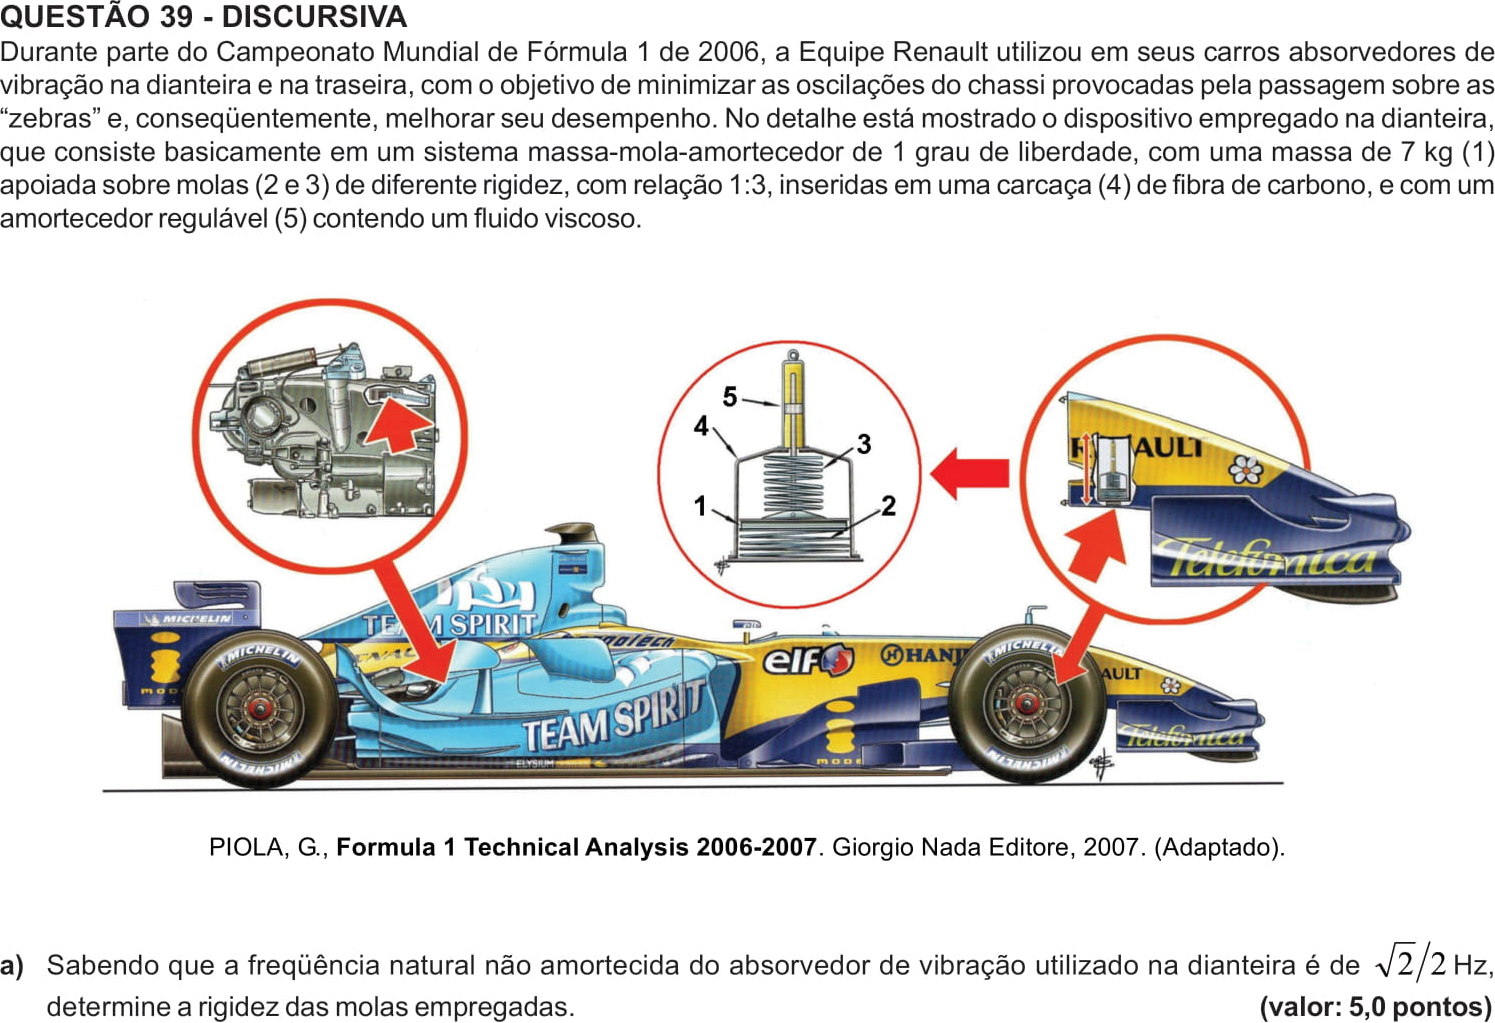 QUESTÃO 39 - DISCURSIVA
Durante parte do Campeonato Mundial de Fórmula 1 de 2006, a Equipe Renault utilizou em seus carros absorvedores de
vibração na dianteira e na traseira, com o objetivo de minimizar as oscilações do chassi provocadas pela passagem sobre as
“zebras” e, conseqüentemente, melhorar seu desempenho. No detalhe está mostrado o dispositivo empregado na dianteira,
que consiste basicamente em um sistema massa-mola-amortecedor de 1 grau de liberdade, com uma massa de 7 kg (1)
apoiada sobre molas (2 e 3) de diferente rigidez, com relação 1:3, inseridas em uma carcaça (4) de fibra de carbono, e com um
amortecedor regulável (5) contendo um fluido viscoso.
5
4
3
1
2
AULT
Telefónica
MICHELIN
TEAM SPIRIT
elf
HANJ
MICHELIN
MICHELIN
AULT
Telefónica
TEAM SPIRIT
ELYSIUM
MICHELIN
MICHELIN
PIOLA, G., Formula 1 Technical Analysis 2006-2007. Giorgio Nada Editore, 2007. (Adaptado).
a) Sabendo que a freqüência natural não amortecida do absorvedor de vibração utilizado na dianteira é de √2/2 Hz,
determine a rigidez das molas empregadas. (valor: 5,0 pontos)